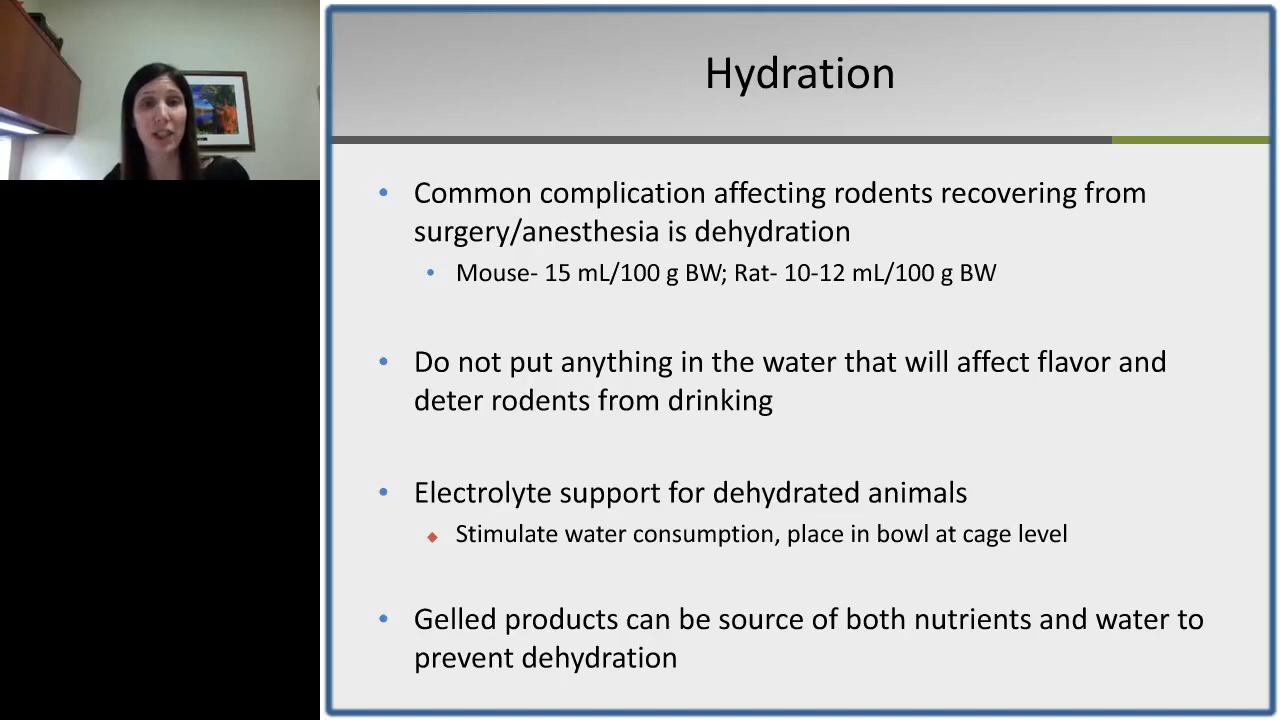 Hydration
• Common complication affecting rodents recovering from
surgery/anesthesia is dehydration
• Mouse- 15 mL/100 g BW; Rat- 10-12 mL/100 g BW
• Do not put anything in the water that will affect flavor and
deter rodents from drinking
• Electrolyte support for dehydrated animals
◆ Stimulate water consumption, place in bowl at cage level
• Gelled products can be source of both nutrients and water to
prevent dehydration